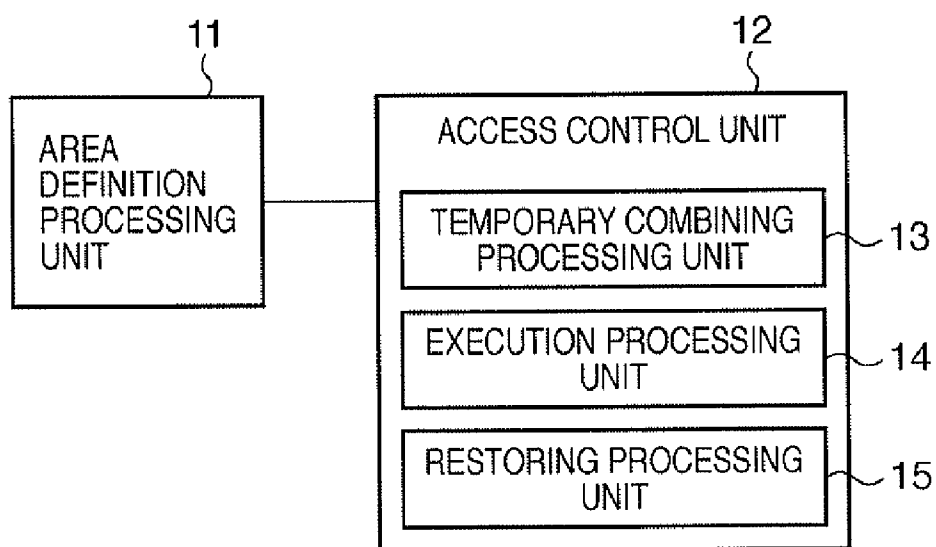 11
12
AREA
DEFINITION
PROCESSING
UNIT
ACCESS CONTROL UNIT
TEMPORARY COMBINING
PROCESSING UNIT
13
EXECUTION PROCESSING
UNIT
14
RESTORING PROCESSING
UNIT
15